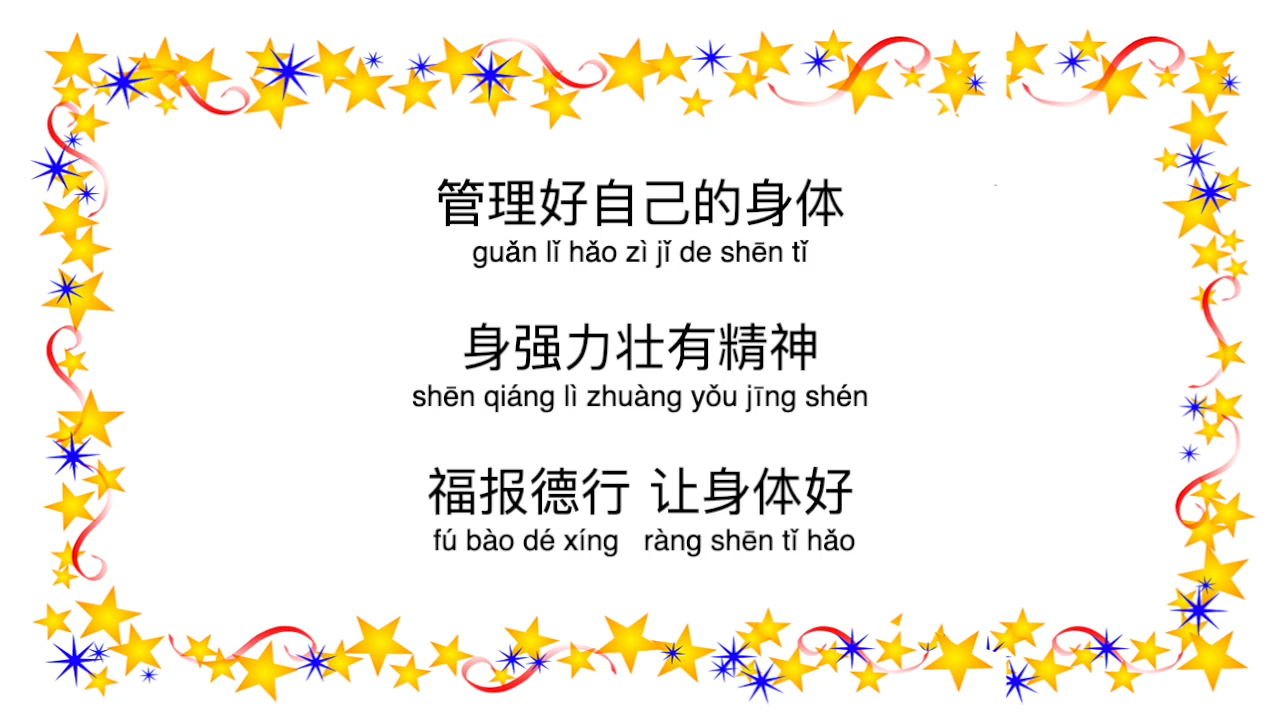 管理好自己的身体
guǎn lǐ hǎo zì jǐ de shēn tǐ
身强力壮有精神
shēn qiáng lì zhuàng yǒu jīng shén
福报德行 让身体好
fú bào dé xíng ràng shēn tǐ hǎo